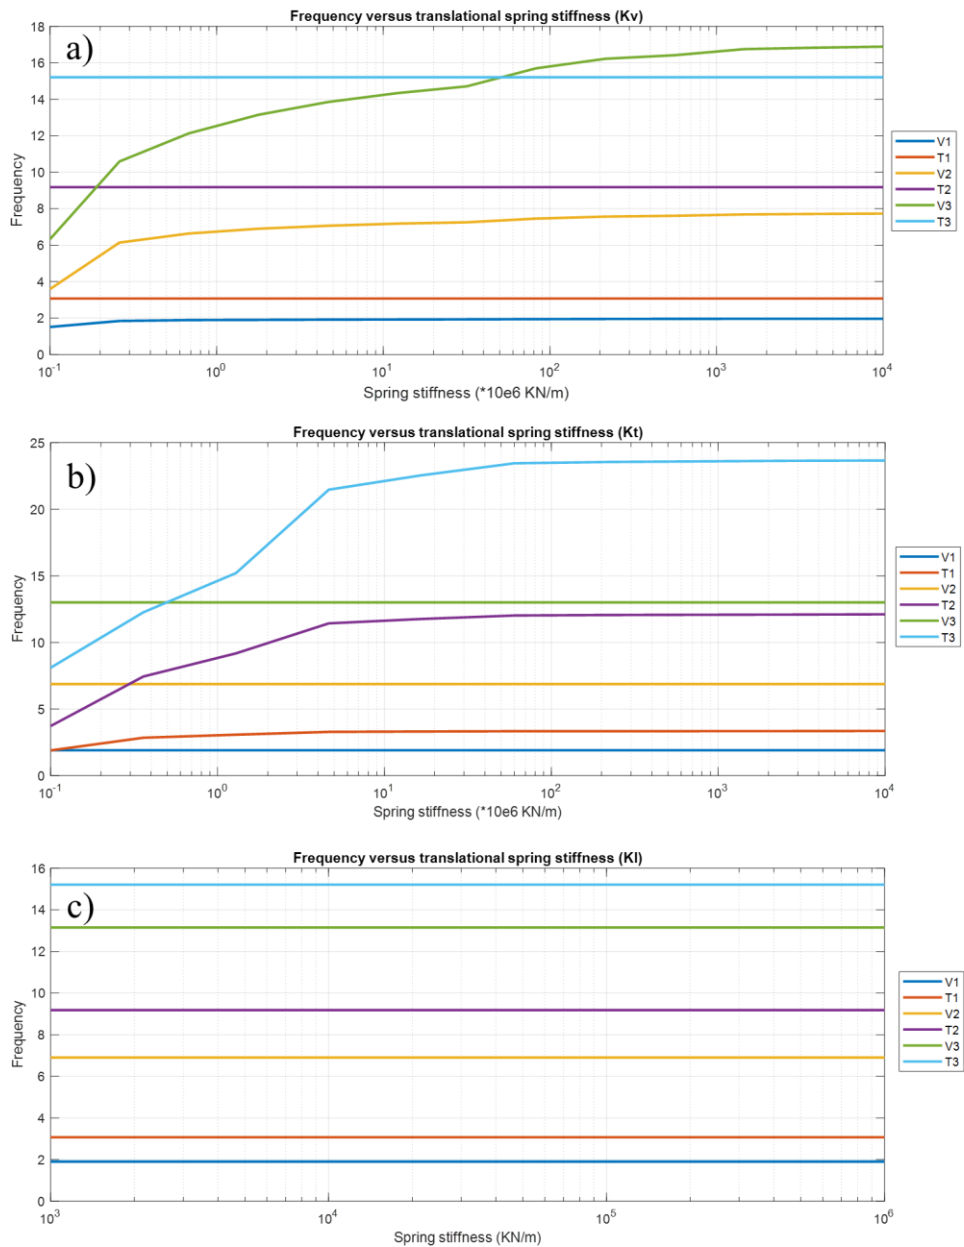 Frequency versus translational spring stiffness (Kv)
a)
18
16
14
12
10
8
6
4
2
0
Frequency
10^-1
10^0
10^1
10^2
10^3
10^4
Spring stiffness (*10e6 KN/m)
V1
T1
V2
T2
V3
T3
Frequency versus translational spring stiffness (Kt)
b)
25
20
15
10
5
0
Frequency
10^-1
10^0
10^1
10^2
10^3
10^4
Spring stiffness (*10e6 KN/m)
V1
T1
V2
T2
V3
T3
Frequency versus translational spring stiffness (Kl)
c)
16
14
12
10
8
6
4
2
0
Frequency
10^3
10^4
10^5
10^6
Spring stiffness (KN/m)
V1
T1
V2
T2
V3
T3